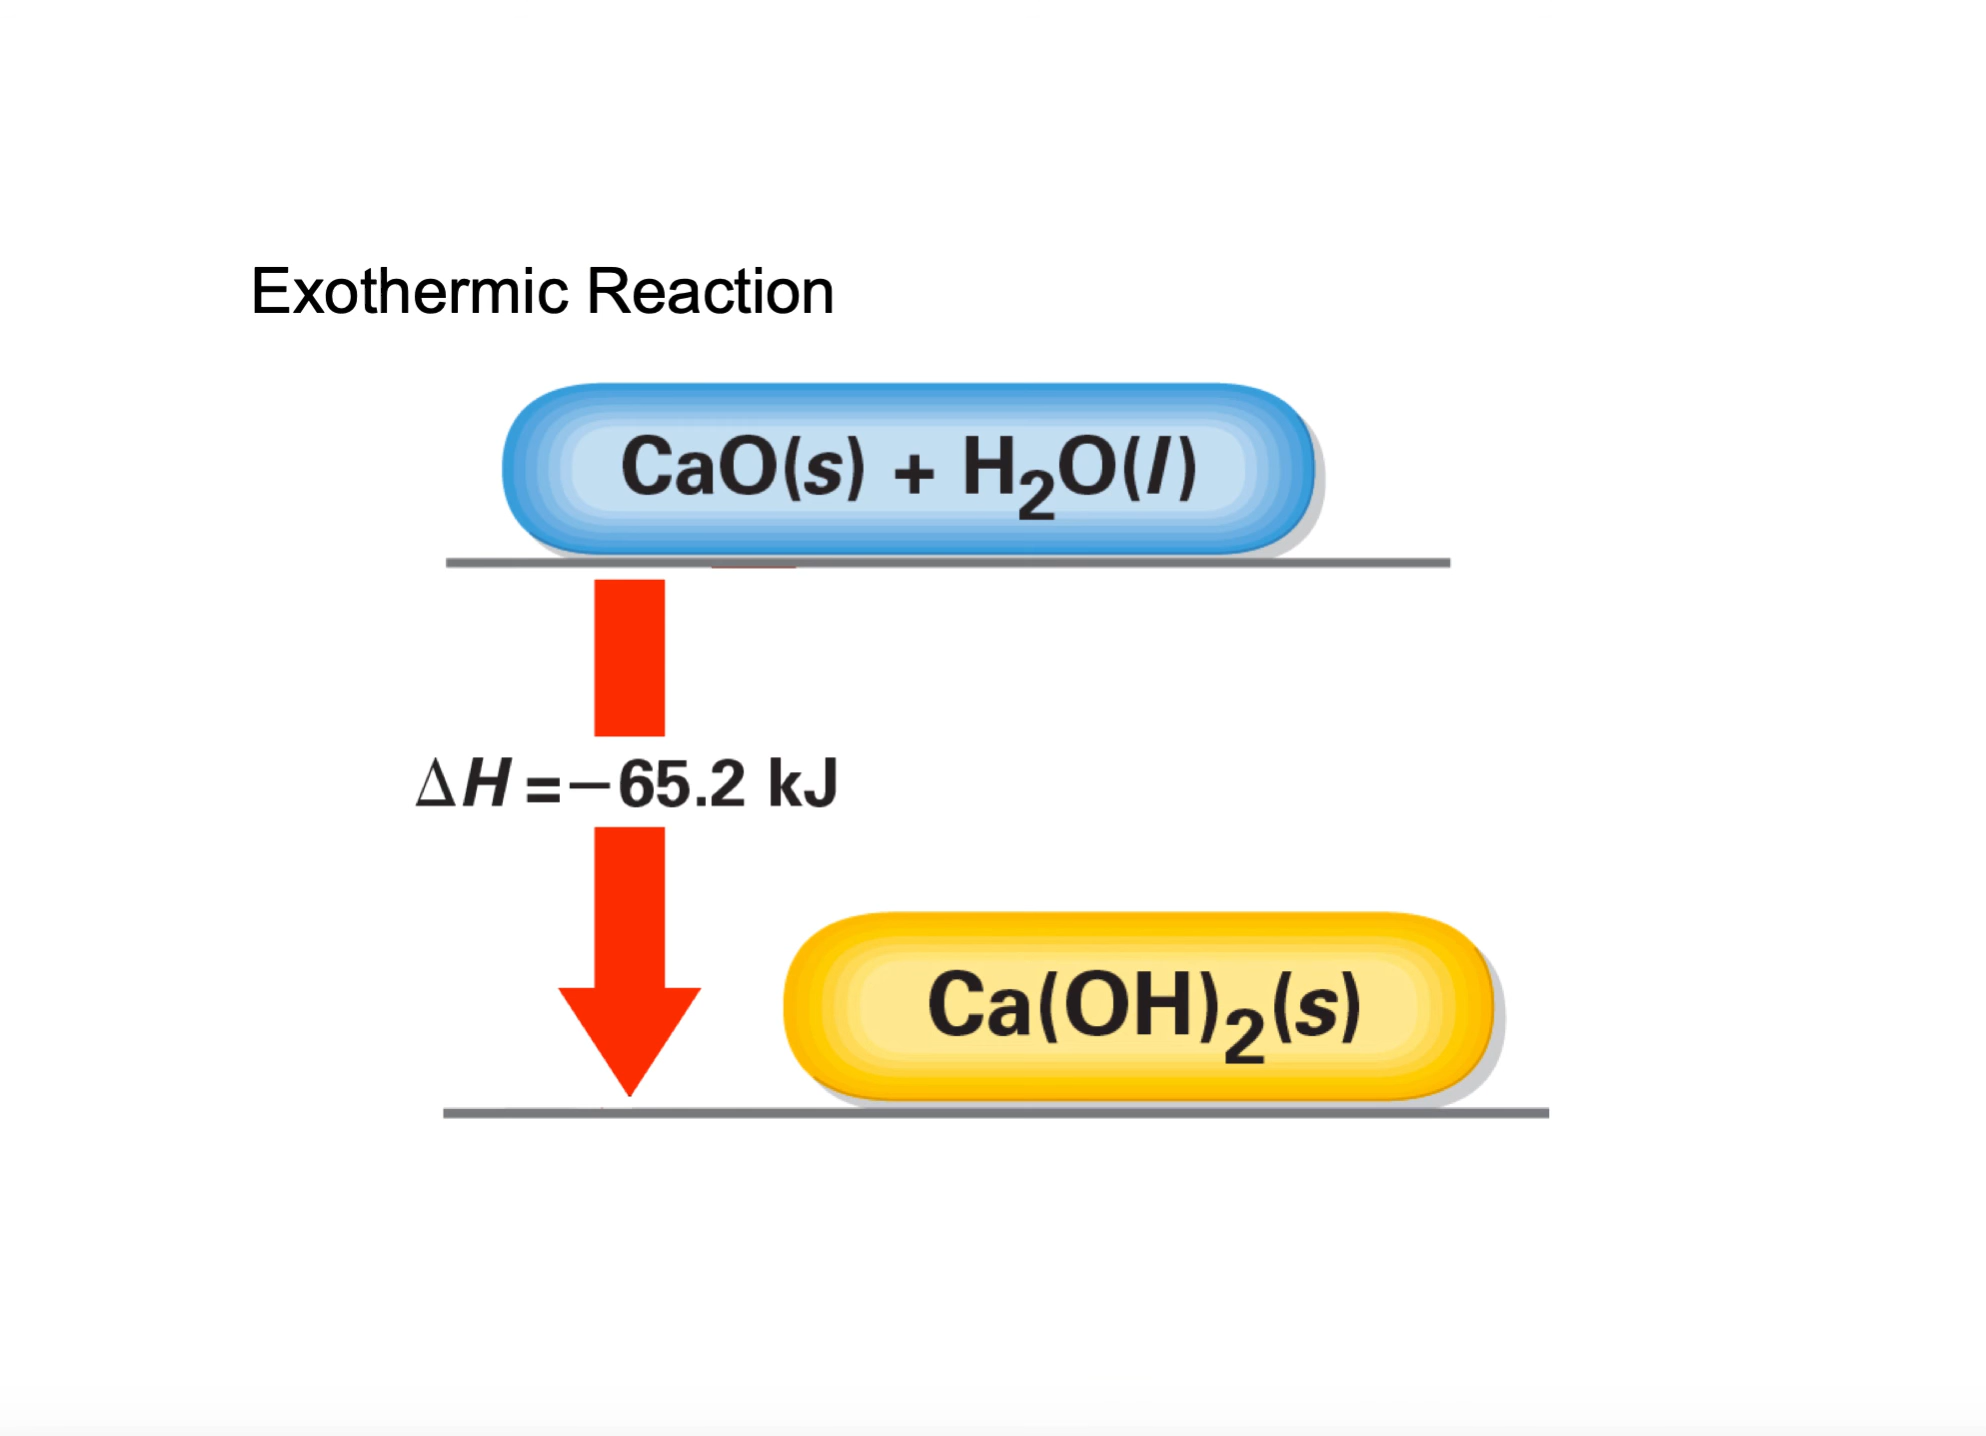 Exothermic Reaction
CaO(s) + H₂O(l)
ΔH =−65.2 kJ
Ca(OH)₂(s)